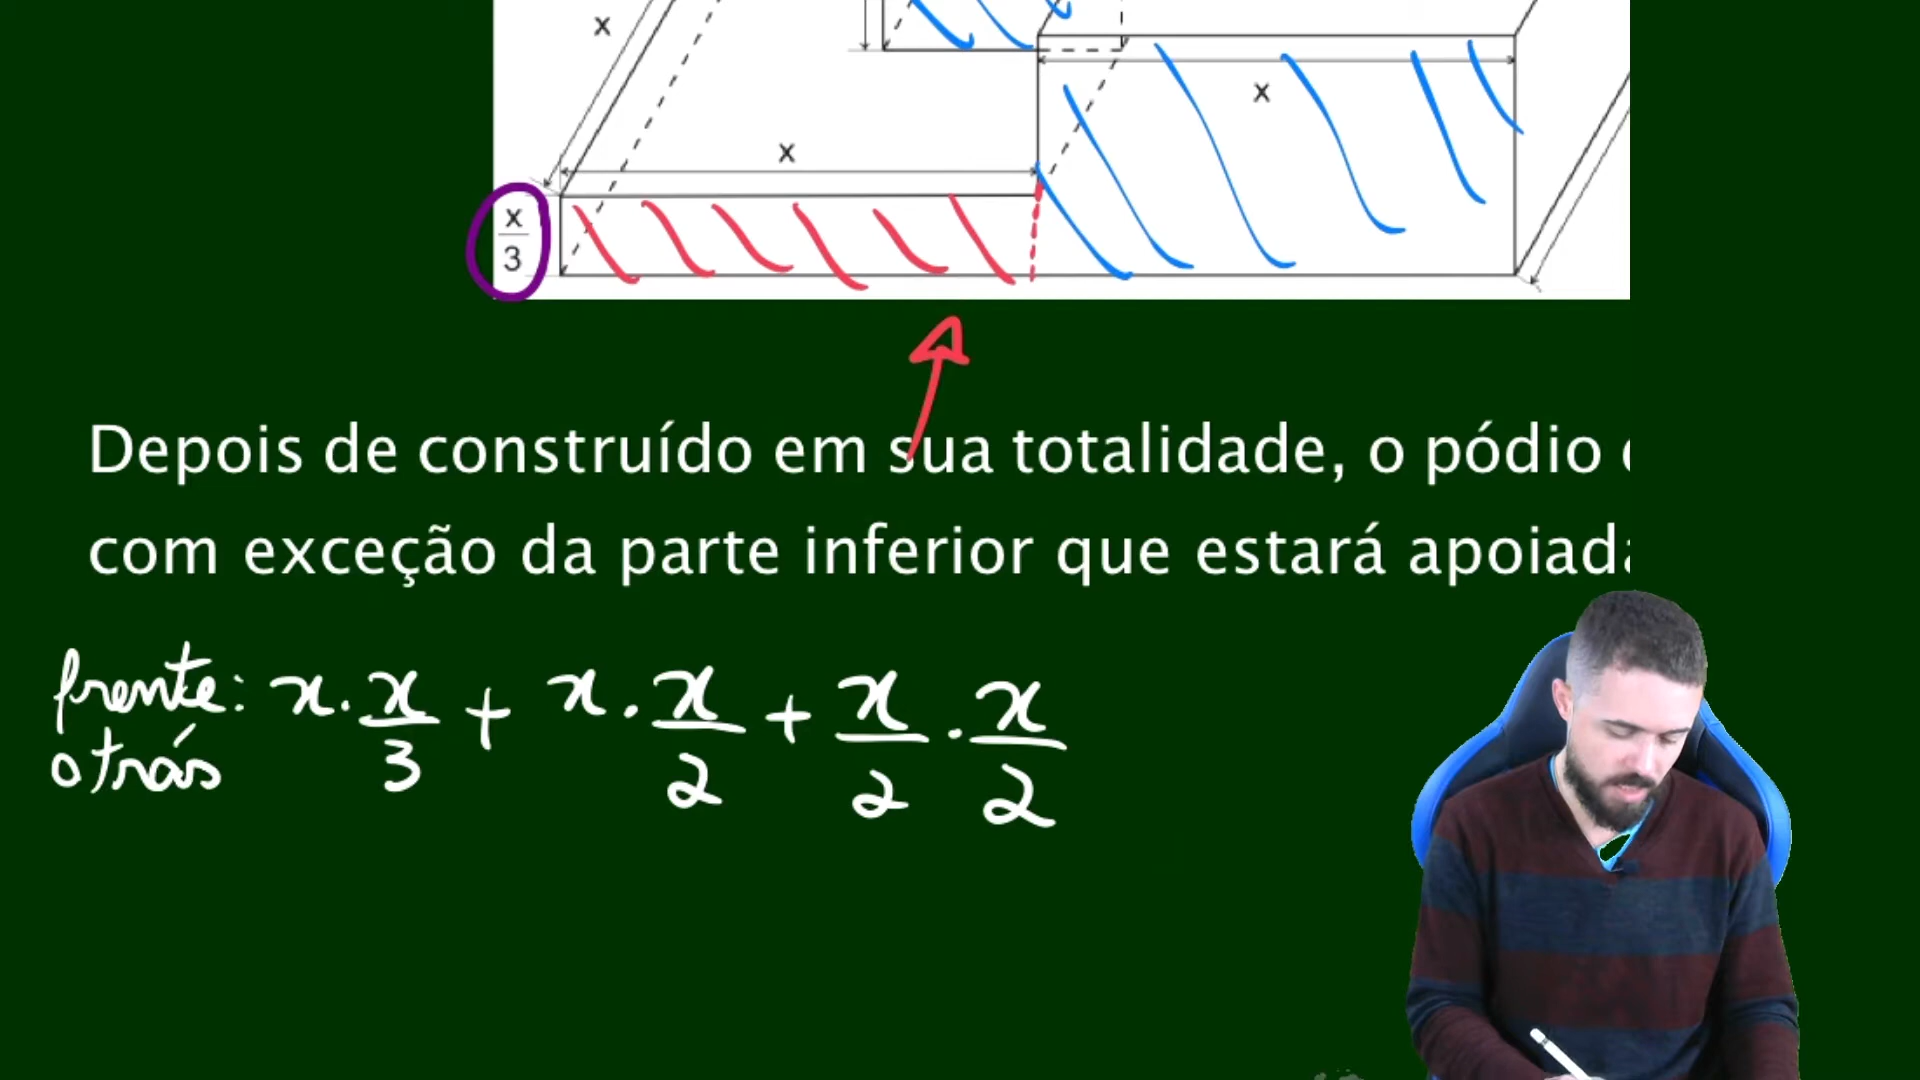 x
x
x
x
3
Depois de construído em sua totalidade, o pódio
com exceção da parte inferior que estará apoiada
frente: x · x/3 + x · x/2 + x/2 · x/2
atrás